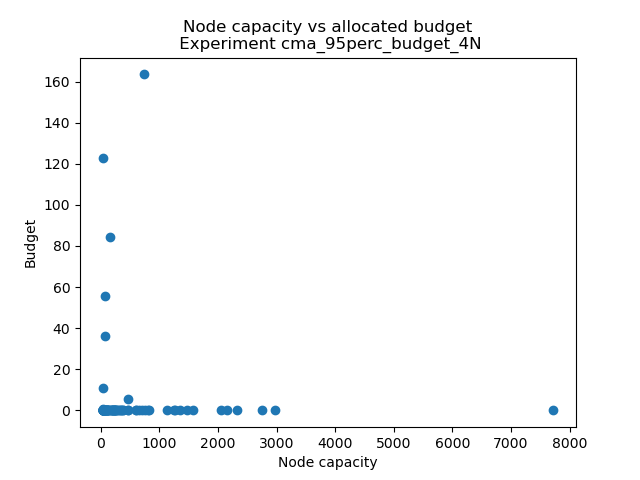 Node capacity vs allocated budget
Experiment cma_95perc_budget_4N
160
140
120
100
80
60
40
20
0
Budget
0 1000 2000 3000 4000 5000 6000 7000 8000
Node capacity